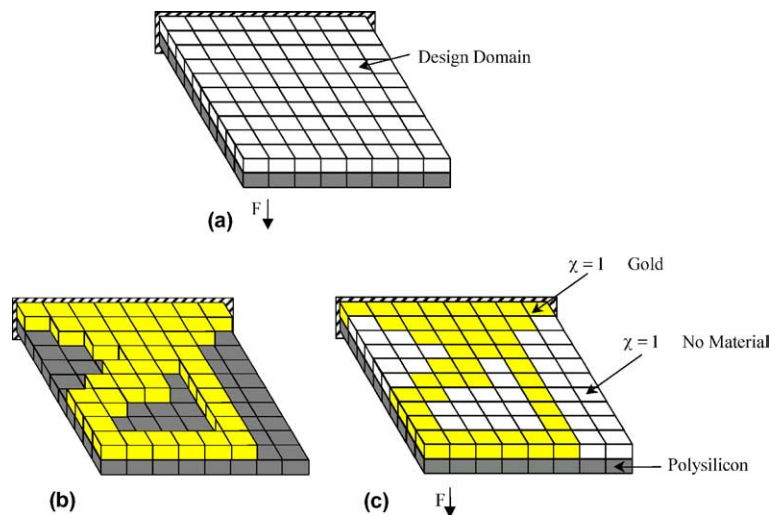 Design Domain
F
(a)
χ = 1 Gold
χ = 1 No Material
Polysilicon
(b)
(c)
F